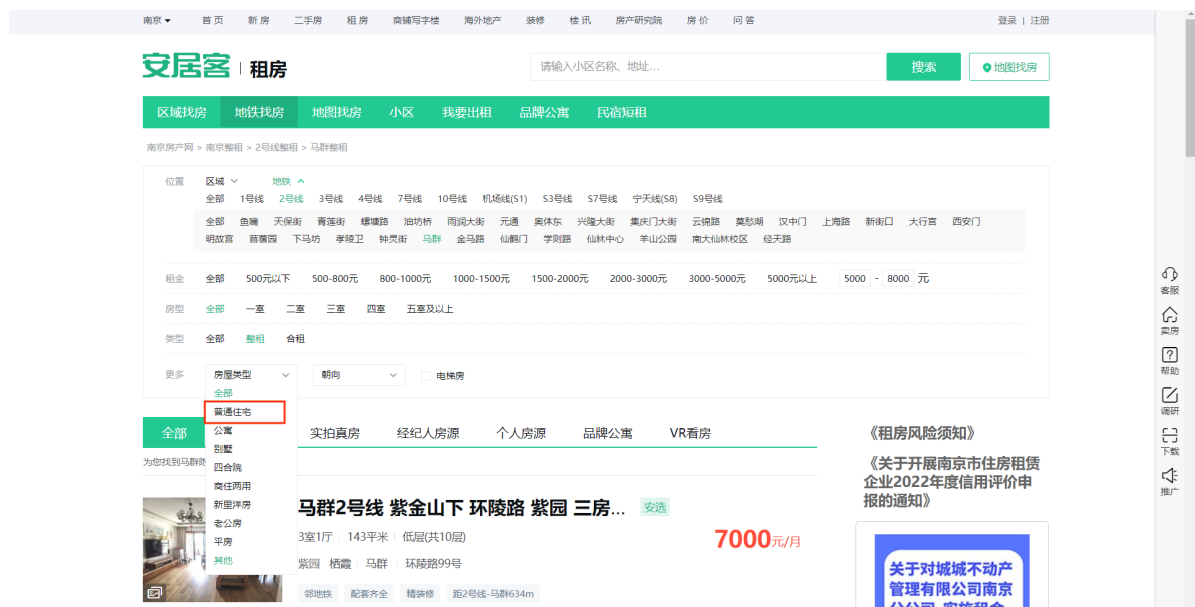 南京 首页 新房 二手房 租房 商铺写字楼 海外地产 装修 楼讯 房产研究院 房价 问答 登录 | 注册
安居客 | 租房 请输入小区名称、地址... 搜索 地图找房
区域找房 地铁找房 地图找房 小区 我要出租 品牌公寓 民宿短租
南京房产网 > 南京整租 > 2号线整租 > 马群整租
位置 区域 地铁
全部 1号线 2号线 3号线 4号线 7号线 10号线 机场线(S1) S3号线 S7号线 宁天线(S8) S9号线
全部 鱼嘴 天保街 青莲街 螺塘路 油坊桥 雨润大街 元通 奥体东 兴隆大街 集庆门大街 云锦路 莫愁湖 汉中门 上海路 新街口 大行宫 西安门
明故宫 苜蓿园 下马坊 孝陵卫 钟灵街 马群 金马路 仙鹤门 学则路 仙林中心 羊山公园 南大仙林校区 经天路
租金 全部 500元以下 500-800元 800-1000元 1000-1500元 1500-2000元 2000-3000元 3000-5000元 5000元以上 5000 - 8000 元
房型 全部 一室 二室 三室 四室 五室及以上
类型 全部 整租 合租
更多 房屋类型 朝向 电梯房
全部
普通住宅
公寓
别墅
四合院
商住两用
新里洋房
老公房
平房
其他
全部 实拍真房 经纪人房源 个人房源 品牌公寓 VR看房
为您找到马群附
马群2号线 紫金山下 环陵路 紫园 三房... 安选
3室1厅 143平米 低层(共10层)
7000元/月
紫园 栖霞 马群 环陵路99号
邻地铁 配套齐全 精装修 距2号线-马群634m
《租房风险须知》
《关于开展南京市住房租赁
企业2022年度信用评价申
报的通知》
关于对城城不动产
管理有限公司南京
分公司 实施租金
客服
卖房
帮助
调研
下载
推广